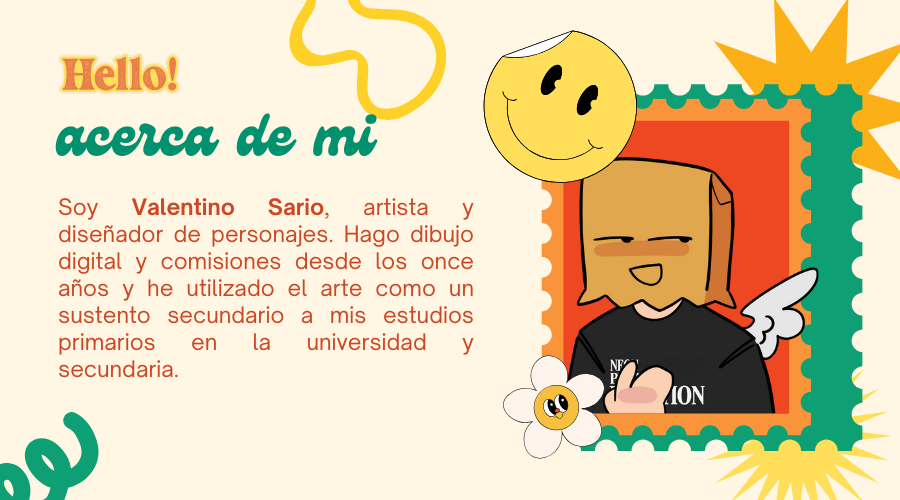 Hello!
acerca de mi
Soy Valentino Sario, artista y
diseñador de personajes. Hago dibujo
digital y comisiones desde los once
años y he utilizado el arte como un
sustento secundario a mis estudios
primarios en la universidad y
secundaria.